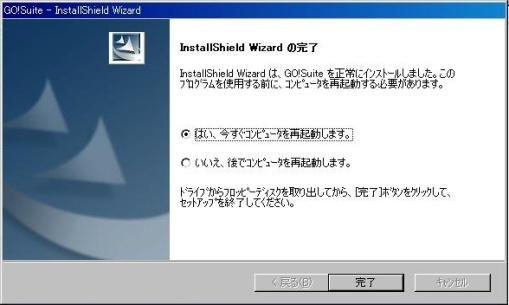 GO!Suite - InstallShield Wizard
InstallShield Wizard の完了
InstallShield Wizard は、GO!Suite を正常にインストールしました。この
プログラムを使用する前に、コンピュータを再起動する必要があります。
はい、今すぐコンピュータを再起動します。
いいえ、後でコンピュータを再起動します。
ドライブからフロッピーディスクを取り出してから、[完了]ボタンをクリックして、
セットアップを終了してください。
< 戻る(B)
完了
キャンセル